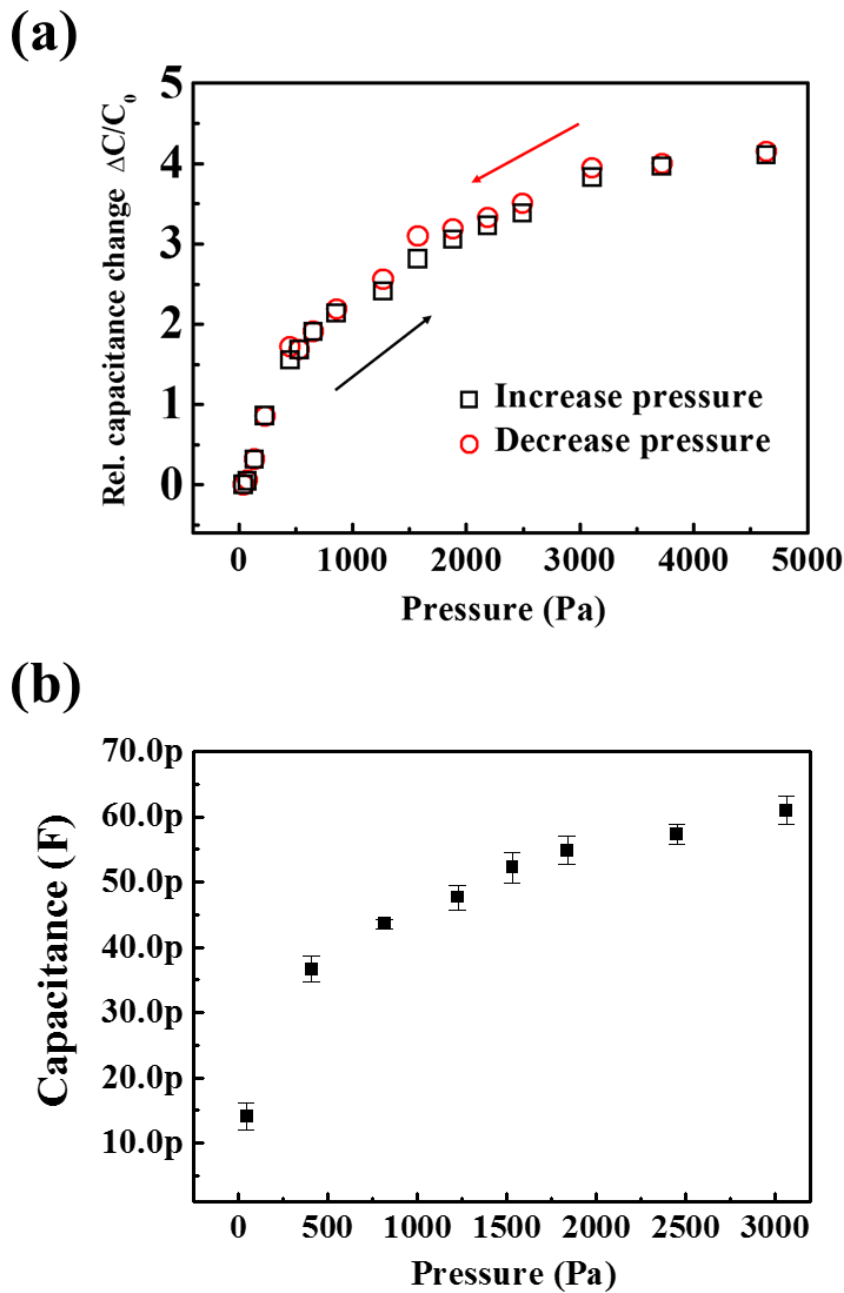 (a)
Rel. capacitance change ΔC/C₀
5
4
3
2
1
0
Increase pressure
Decrease pressure
0 1000 2000 3000 4000 5000
Pressure (Pa)
(b)
Capacitance (F)
70.0p
60.0p
50.0p
40.0p
30.0p
20.0p
10.0p
0 500 1000 1500 2000 2500 3000
Pressure (Pa)